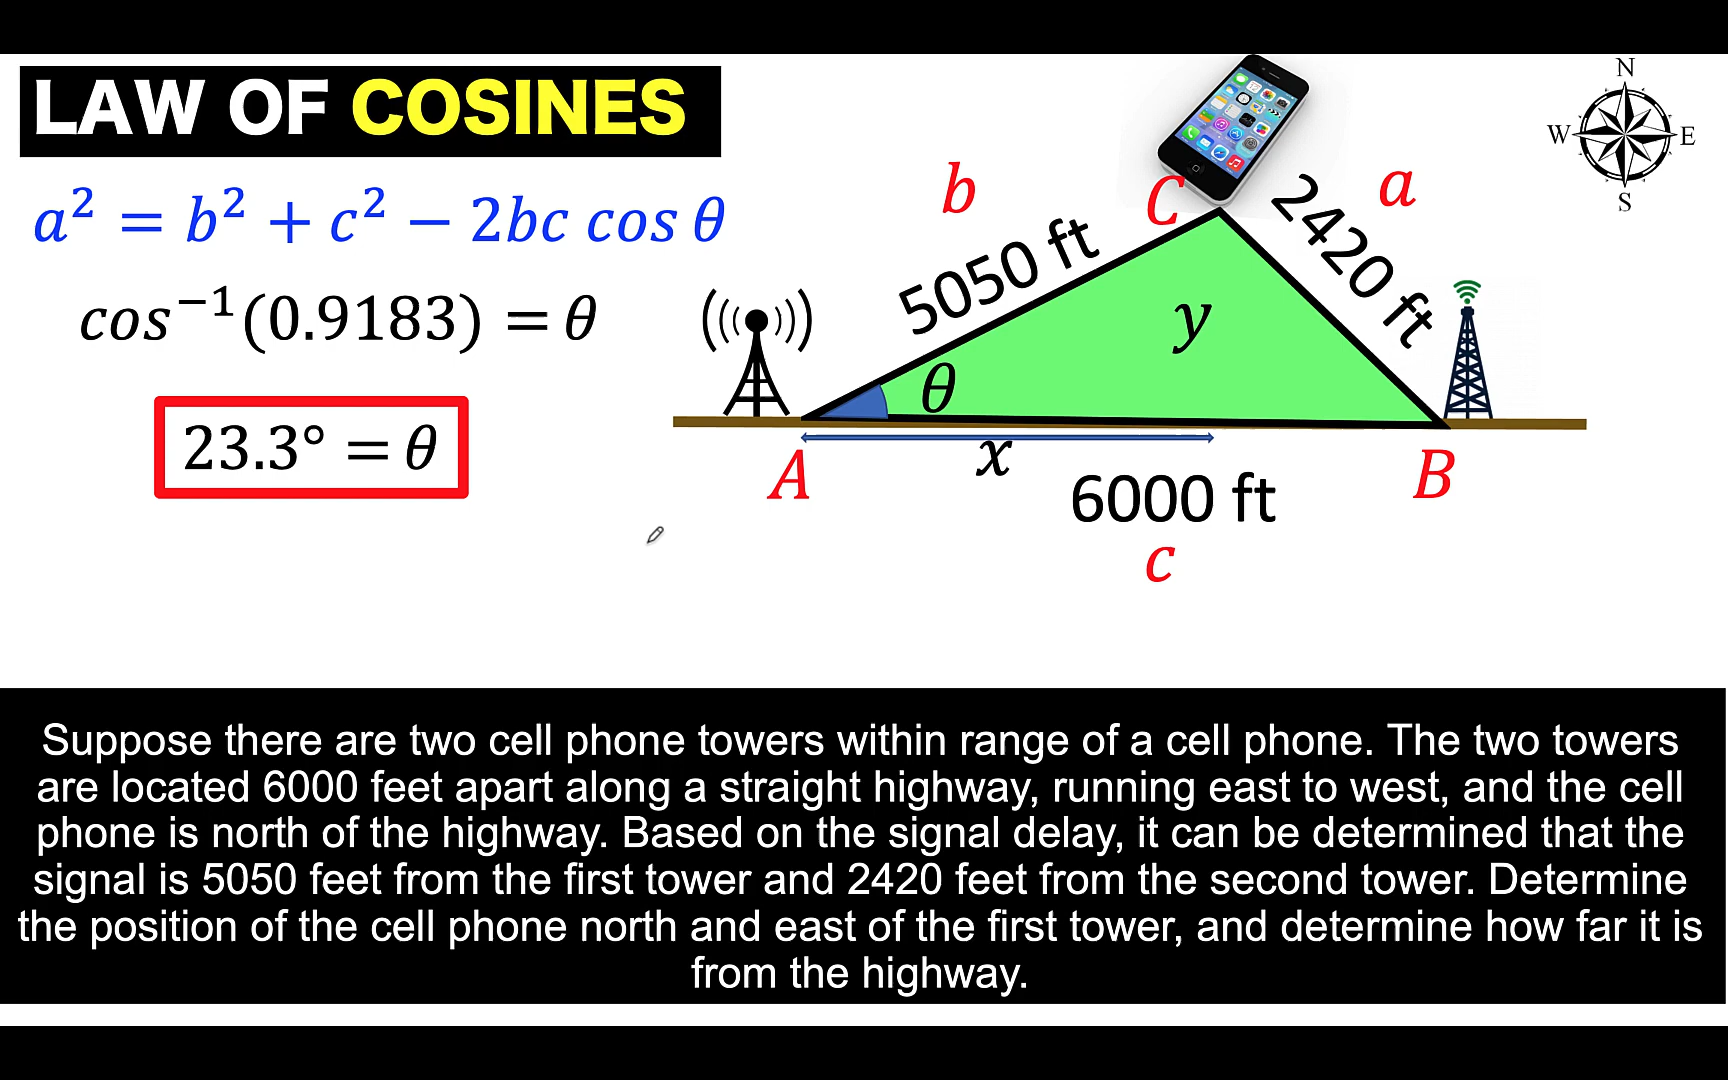 LAW OF COSINES
a² = b² + c² − 2bc cos θ
cos⁻¹(0.9183) = θ
23.3° = θ
N
W
E
S
b
C
a
5050 ft
2420 ft
y
θ
x
A
B
6000 ft
c
Suppose there are two cell phone towers within range of a cell phone. The two towers
are located 6000 feet apart along a straight highway, running east to west, and the cell
phone is north of the highway. Based on the signal delay, it can be determined that the
signal is 5050 feet from the first tower and 2420 feet from the second tower. Determine
the position of the cell phone north and east of the first tower, and determine how far it is
from the highway.